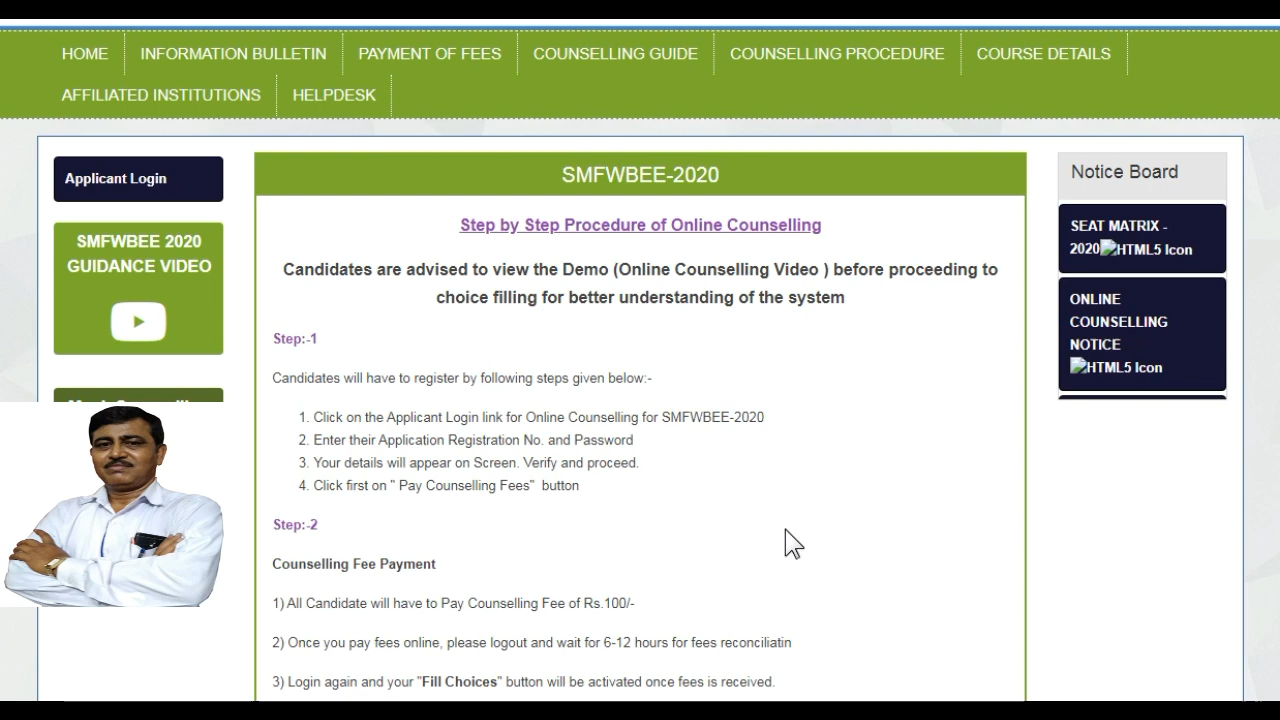 HOME
INFORMATION BULLETIN
PAYMENT OF FEES
COUNSELLING GUIDE
COUNSELLING PROCEDURE
COURSE DETAILS
AFFILIATED INSTITUTIONS
HELPDESK
Applicant Login
SMFWBEE 2020
GUIDANCE VIDEO
SMFWBEE-2020
Step by Step Procedure of Online Counselling
Candidates are advised to view the Demo (Online Counselling Video ) before proceeding to
choice filling for better understanding of the system
Step:-1
Candidates will have to register by following steps given below:-
1. Click on the Applicant Login link for Online Counselling for SMFWBEE-2020
2. Enter their Application Registration No. and Password
3. Your details will appear on Screen. Verify and proceed.
4. Click first on " Pay Counselling Fees" button
Step:-2
Counselling Fee Payment
1) All Candidate will have to Pay Counselling Fee of Rs.100/-
2) Once you pay fees online, please logout and wait for 6-12 hours for fees reconciliatin
3) Login again and your "Fill Choices" button will be activated once fees is received.
Notice Board
SEAT MATRIX -
2020 HTML5 Icon
ONLINE
COUNSELLING
NOTICE
HTML5 Icon